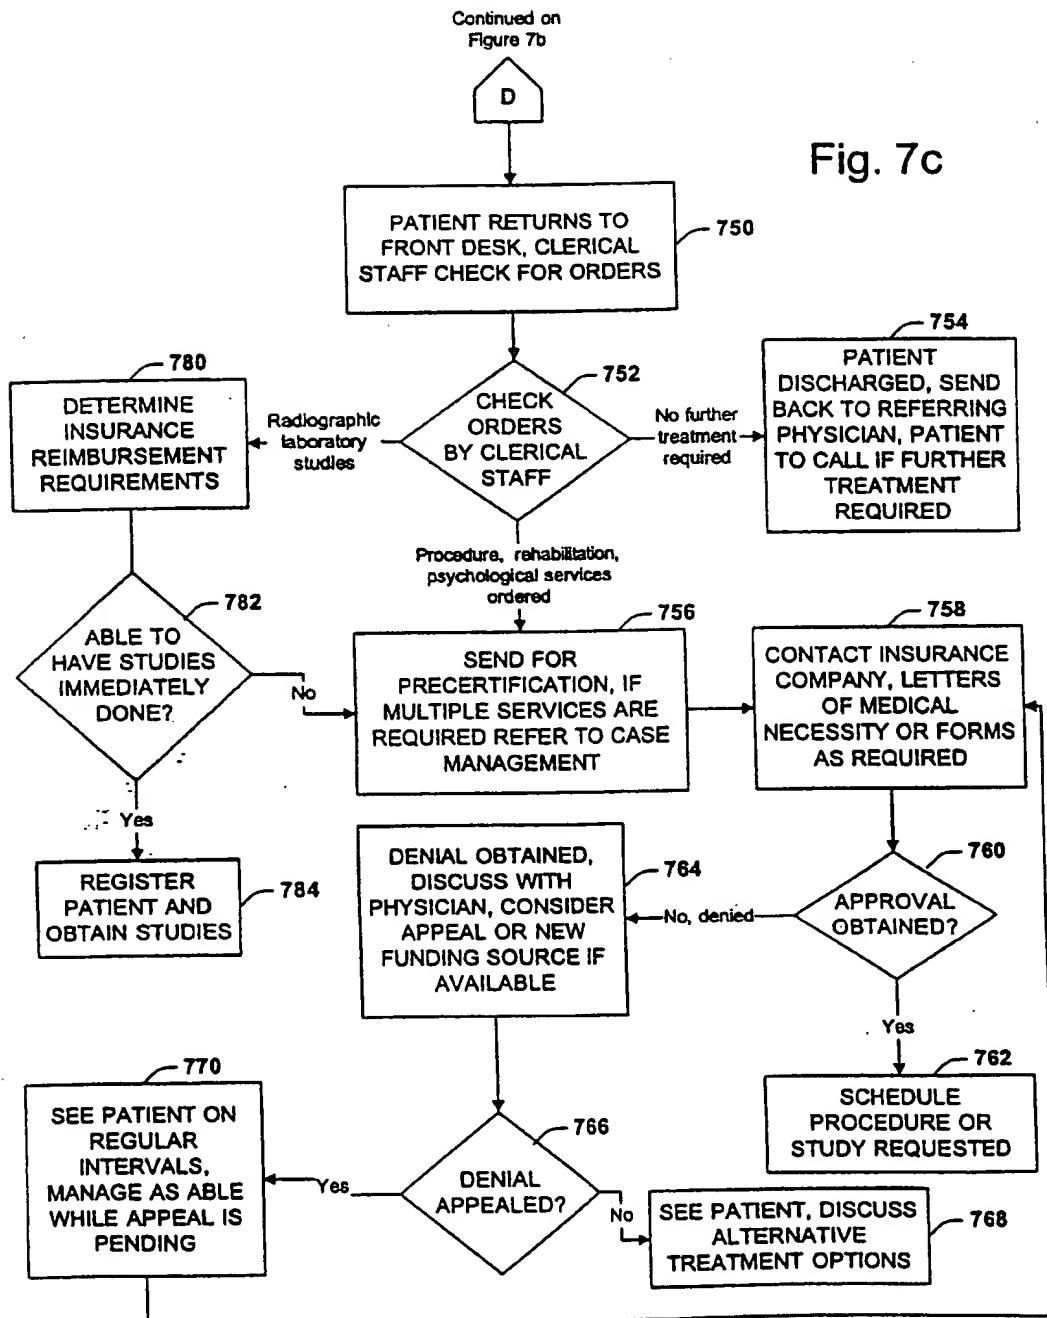 Continued on
Figure 7b
D
Fig. 7c
PATIENT RETURNS TO
FRONT DESK, CLERICAL
STAFF CHECK FOR ORDERS
750
752
CHECK
ORDERS
BY CLERICAL
STAFF
No further
treatment
required
754
PATIENT
DISCHARGED, SEND
BACK TO REFERRING
PHYSICIAN, PATIENT
TO CALL IF FURTHER
TREATMENT
REQUIRED
Radiographic
laboratory
studies
780
DETERMINE
INSURANCE
REIMBURSEMENT
REQUIREMENTS
Procedure, rehabilitation,
psychological services
ordered
782
ABLE TO
HAVE STUDIES
IMMEDIATELY
DONE?
No
Yes
REGISTER
PATIENT AND
OBTAIN STUDIES
784
756
SEND FOR
PRECERTIFICATION, IF
MULTIPLE SERVICES ARE
REQUIRED REFER TO CASE
MANAGEMENT
758
CONTACT INSURANCE
COMPANY, LETTERS
OF MEDICAL
NECESSITY OR FORMS
AS REQUIRED
760
APPROVAL
OBTAINED?
No, denied
Yes
762
SCHEDULE
PROCEDURE OR
STUDY REQUESTED
DENIAL OBTAINED,
DISCUSS WITH
PHYSICIAN, CONSIDER
APPEAL OR NEW
FUNDING SOURCE IF
AVAILABLE
764
766
DENIAL
APPEALED?
Yes
No
770
SEE PATIENT ON
REGULAR
INTERVALS,
MANAGE AS ABLE
WHILE APPEAL IS
PENDING
SEE PATIENT, DISCUSS
ALTERNATIVE
TREATMENT OPTIONS
768